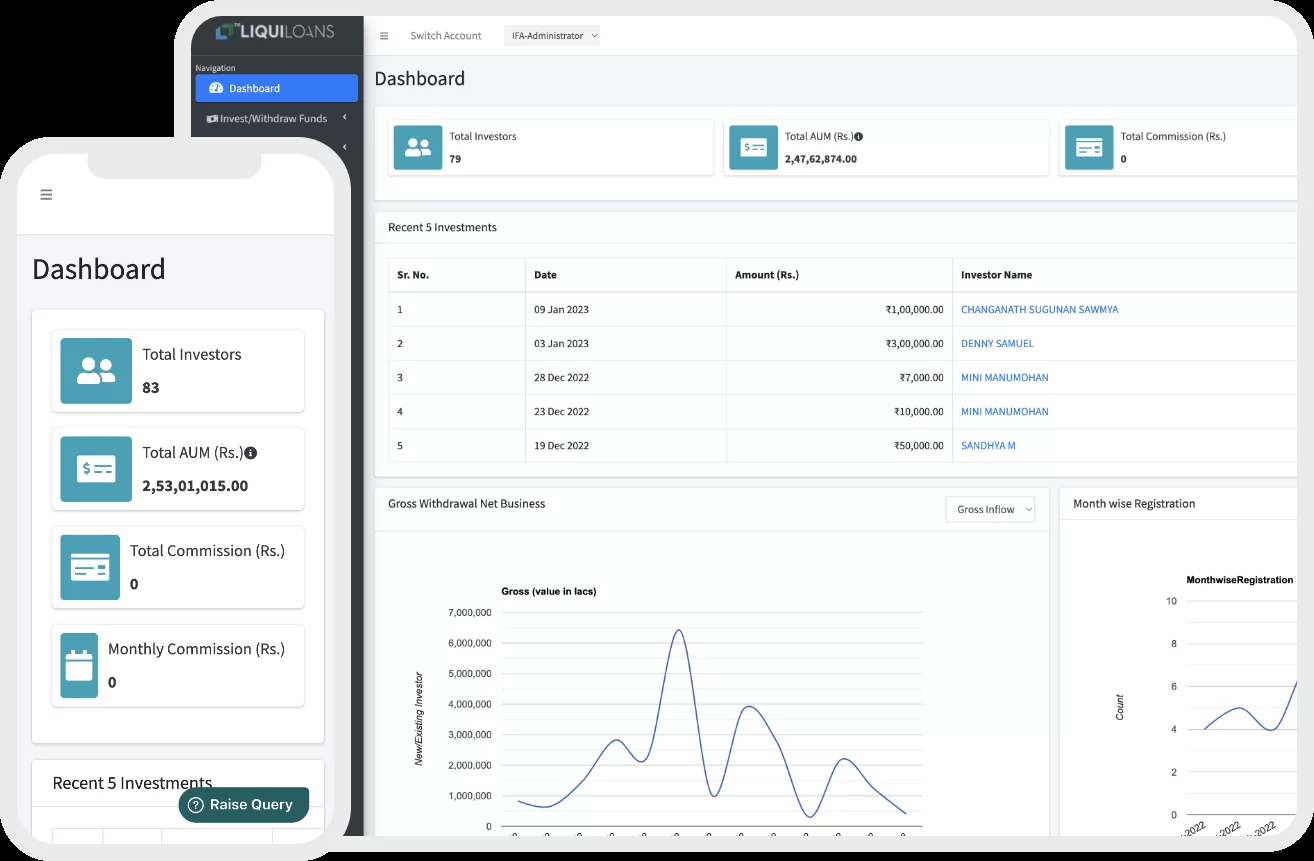 LIQUILOANS
Switch Account
IFA-Administrator
Navigation
Dashboard
Invest/Withdraw Funds
Dashboard
Total Investors
79
Total AUM (Rs.)
2,47,62,874.00
Total Commission (Rs.)
0
Recent 5 Investments
Sr. No. Date Amount (Rs.) Investor Name
1 09 Jan 2023 ₹1,00,000.00 CHANGANATH SUGUNAN SAWMYA
2 03 Jan 2023 ₹3,00,000.00 DENNY SAMUEL
3 28 Dec 2022 ₹7,000.00 MINI MANUMOHAN
4 23 Dec 2022 ₹10,000.00 MINI MANUMOHAN
5 19 Dec 2022 ₹50,000.00 SANDHYA M
Gross Withdrawal Net Business
Gross Inflow
Gross (value in lacs)
New/Existing Investor
7,000,000
6,000,000
5,000,000
4,000,000
3,000,000
2,000,000
1,000,000
0
Month wise Registration
MonthwiseRegistration
Count
10
8
6
4
2
0
2022
2022
2022
Dashboard
Total Investors
83
Total AUM (Rs.)
2,53,01,015.00
Total Commission (Rs.)
0
Monthly Commission (Rs.)
0
Recent 5 Investments
Raise Query